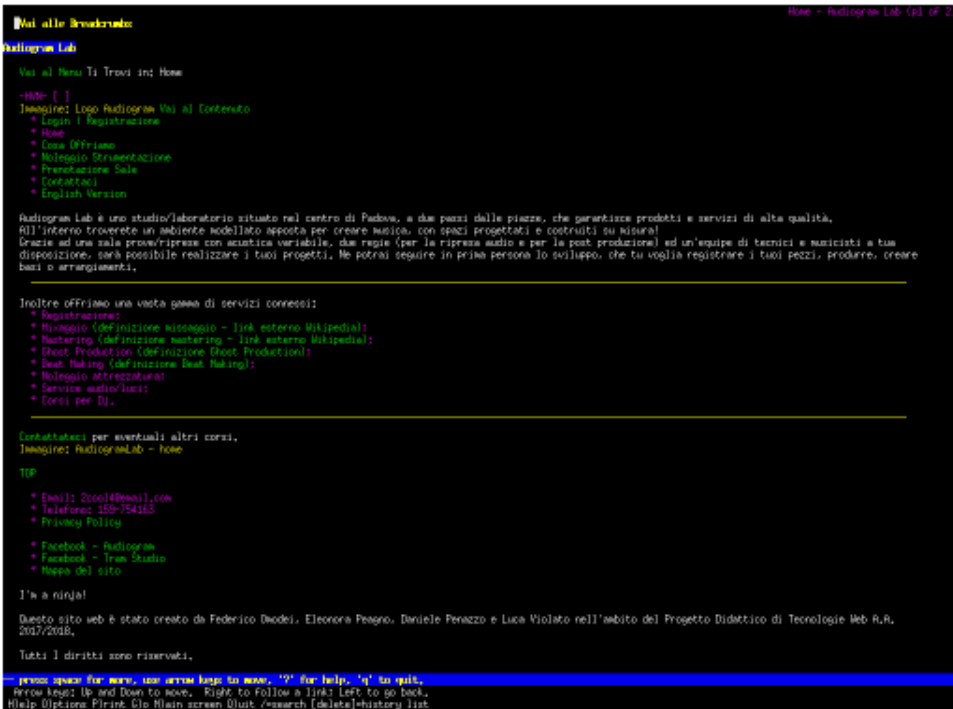 Home - Audiogram Lab (p1 of 2)
Vai alle Breadcrumbs
Audiogram Lab
Vai al Menu Ti Trovi in: Home
-HVN- [ ]
Immagine: Logo Audiogram Vai al Contenuto
* Login | Registrazione
* Home
* Cosa Offriamo
* Noleggio Strumentazione
* Prenotazione Sale
* Contattaci
* English Version
Audiogram Lab è uno studio/laboratorio situato nel centro di Padova, a due passi dalle piazze, che garantisce prodotti e servizi di alta qualità.
All'interno troverete un ambiente modellato apposta per creare musica, con spazi progettati e costruiti su misura!
Grazie ad una sala prove/riprese con acustica variabile, due regie (per la ripresa audio e per la post produzione) ed un'equipe di tecnici e musicisti a tua
disposizione, sarà possibile realizzare i tuoi progetti. Ne potrai seguire in prima persona lo sviluppo, che tu voglia registrare i tuoi pezzi, produrre, creare
basi o arrangiamenti.
Inoltre offriamo una vasta gamma di servizi connessi:
* Registrazione;
* Mixaggio (definizione missaggio - link esterno Wikipedia);
* Mastering (definizione mastering - link esterno Wikipedia);
* Ghost Production (definizione Ghost Production);
* Beat Making (definizione Beat Making);
* Noleggio attrezzatura;
* Service audio/luci;
* Corsi per Dj.
Contattateci per eventuali altri corsi.
Immagine: AudiogramLab - home
TOP
* Email: 2cool4@email.com
* Telefono: 159-754163
* Privacy Policy
* Facebook - Audiogram
* Facebook - Tram Studio
* Mappa del sito
I'm a ninja!
Questo sito web è stato creato da Federico Omodei, Eleonora Peagno, Daniele Penazzo e Luca Violato nell'ambito del Progetto Didattico di Tecnologie Web A.A.
2017/2018.
Tutti I diritti sono riservati.
-- press space for more, use arrow keys to move, '?' for help, 'q' to quit.
Arrow keys: Up and Down to move. Right to follow a link; Left to go back.
H)elp O)ptions P)rint G)o M)ain screen Q)uit /=search [delete]=history list